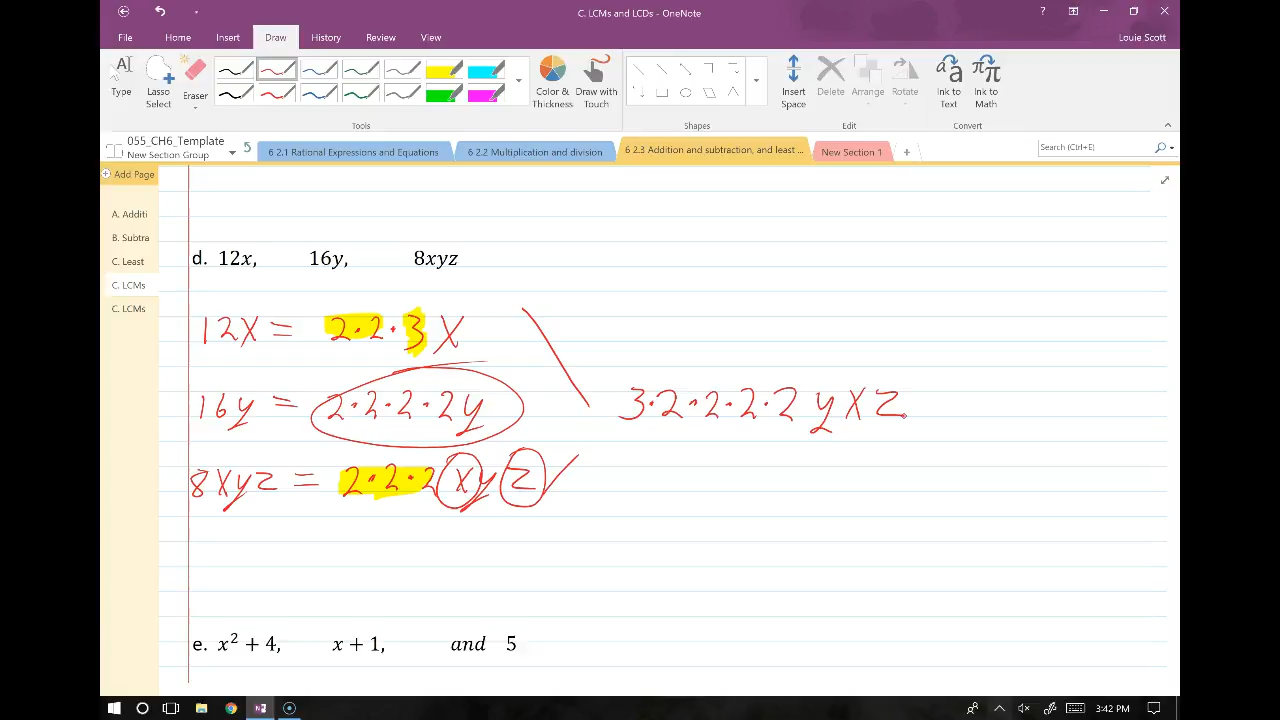 C. LCMs and LCDs - OneNote
Louie Scott
File Home Insert Draw History Review View
Type
Lasso Select
Eraser
Color & Thickness
Draw with Touch
Insert Space
Delete
Arrange
Rotate
Ink to Text
Ink to Math
Tools Shapes Edit Convert
055_CH6_Template
New Section Group
6 2.1 Rational Expressions and Equations
6 2.2 Multiplication and division
6 2.3 Addition and subtraction, and least ...
New Section 1
Search (Ctrl+E)
Add Page
A. Additi
B. Subtra
C. Least
C. LCMs
C. LCMs
d. 12x, 16y, 8xyz
12X = 2·2·3X
16y = 2·2·2·2y
3·2·2·2·2yXZ
8Xyz = 2·2·2Xyz
e. x² + 4, x + 1, and 5
3:42 PM